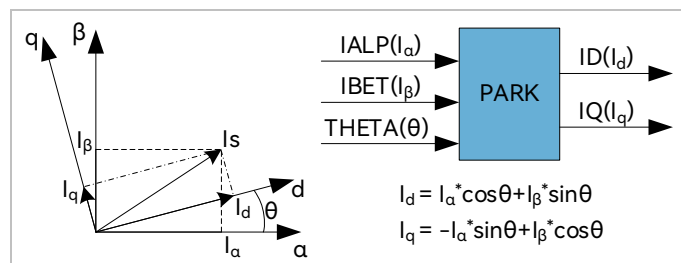 q
β
Iβ
Is
Iq
Id
d
θ
Iα
α
IALP(Iα)
IBET(Iβ)
THETA(θ)
PARK
ID(Id)
IQ(Iq)
Id = Iα*cosθ+Iβ*sinθ
Iq = –Iα*sinθ+Iβ*cosθ